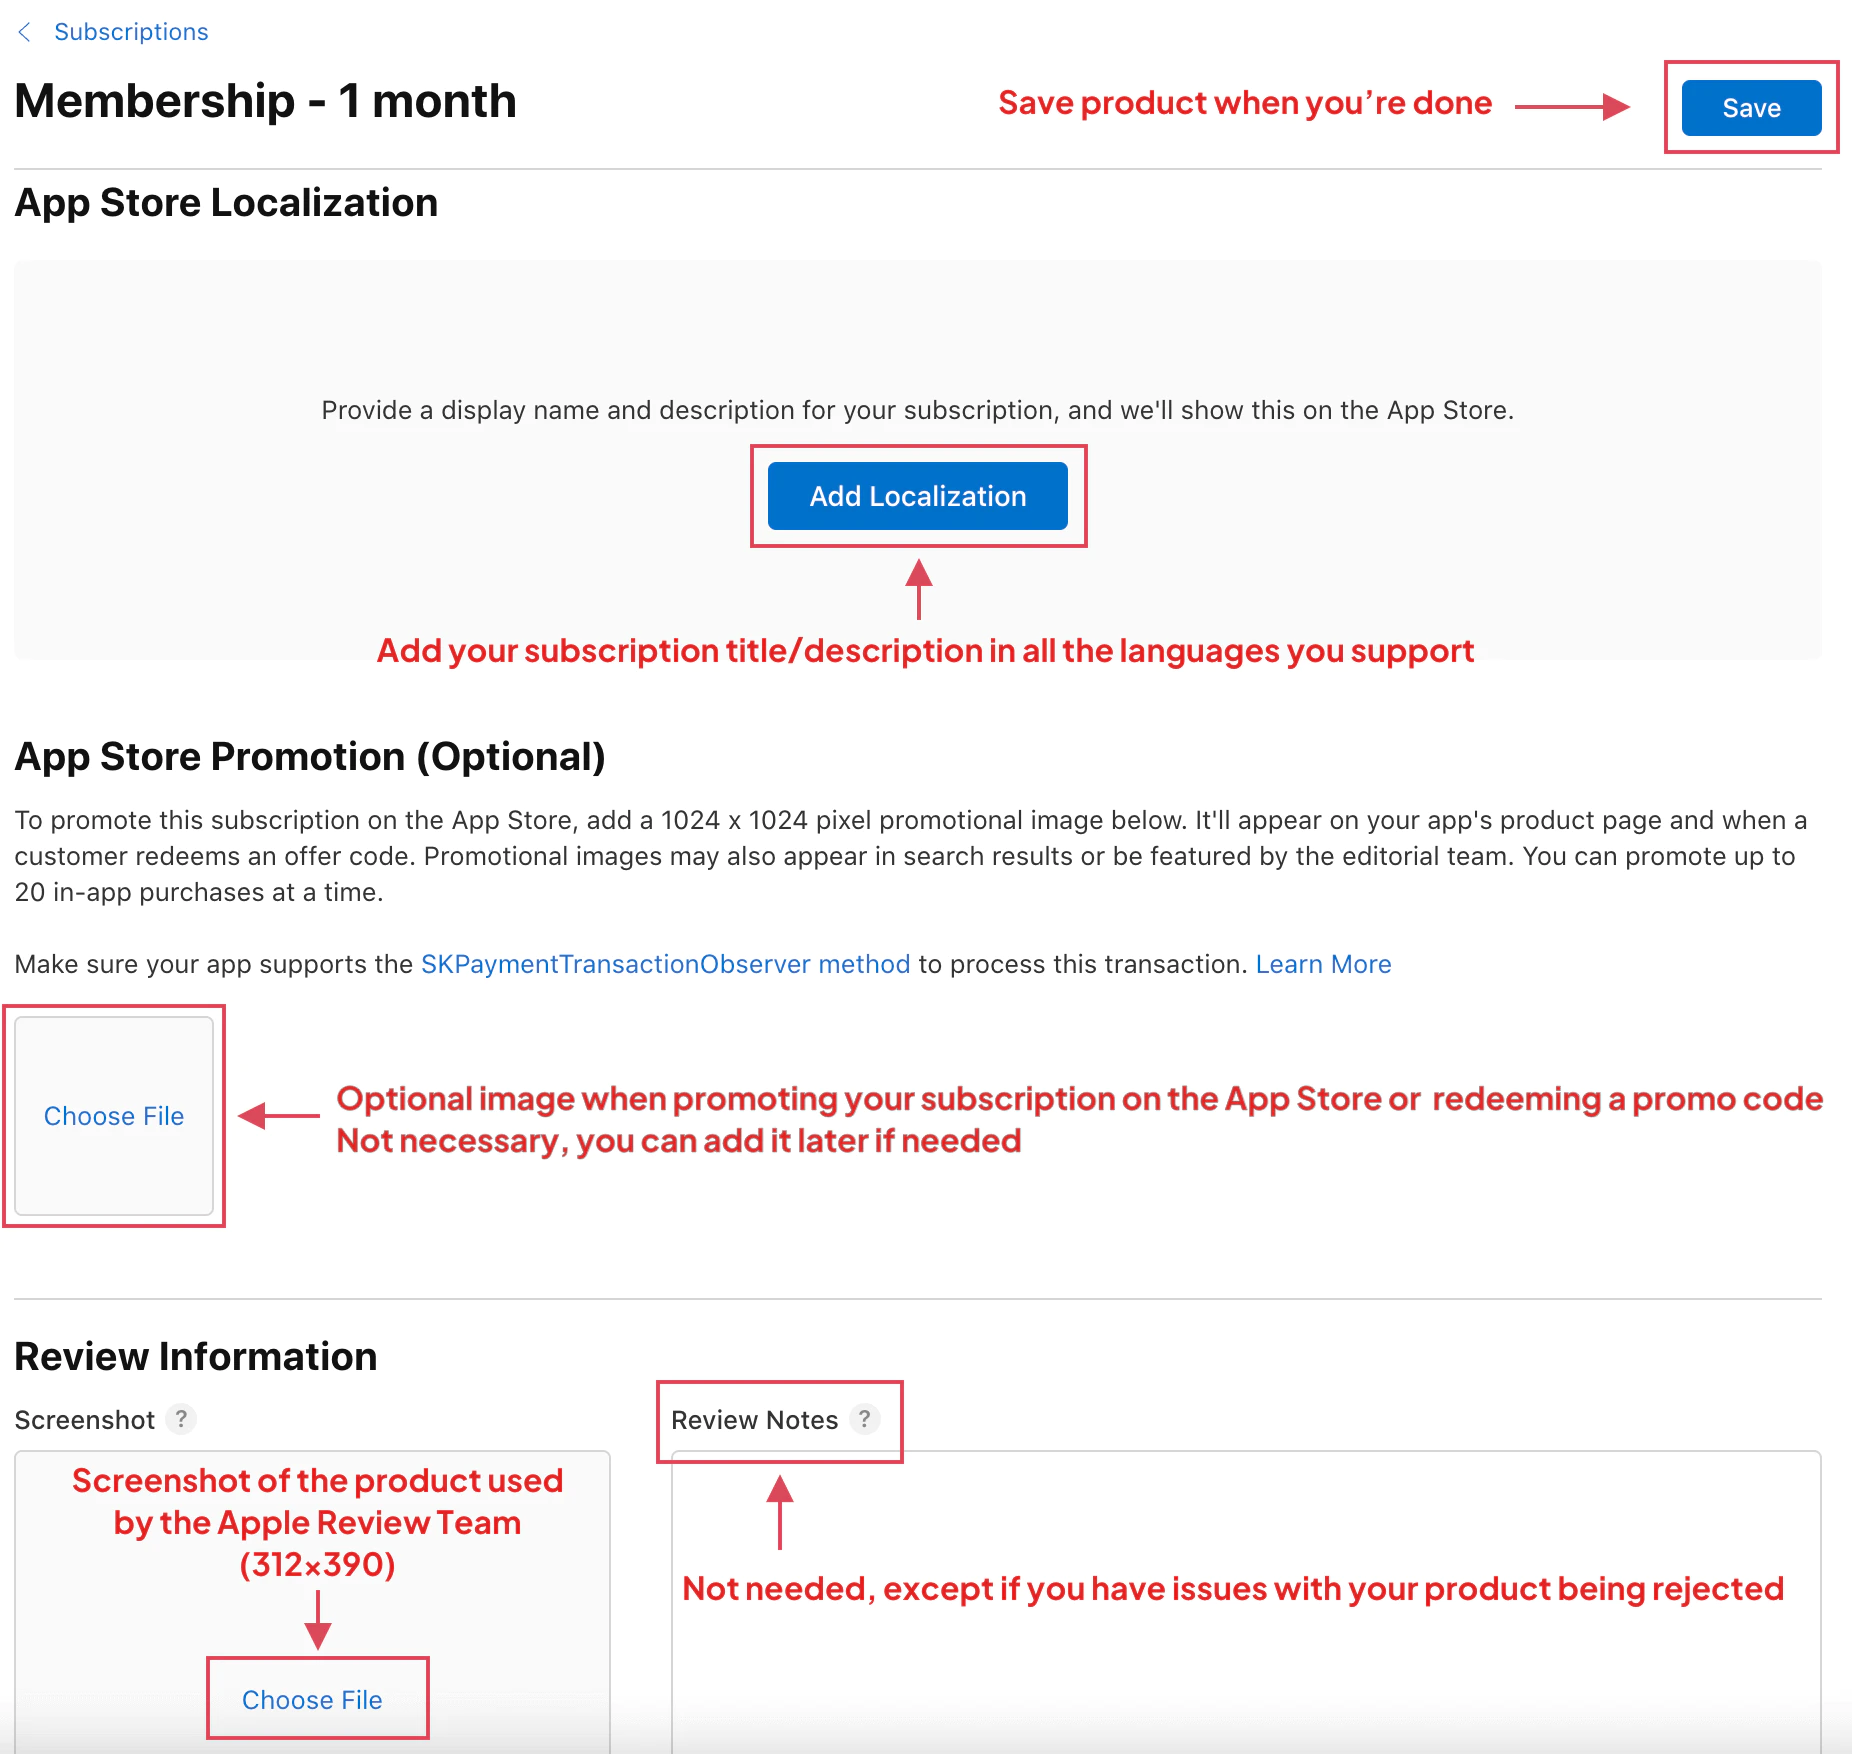 Subscriptions
Membership - 1 month
Save product when you’re done
Save
App Store Localization
Provide a display name and description for your subscription, and we'll show this on the App Store.
Add Localization
Add your subscription title/description in all the languages you support
App Store Promotion (Optional)
To promote this subscription on the App Store, add a 1024 x 1024 pixel promotional image below. It'll appear on your app's product page and when a
customer redeems an offer code. Promotional images may also appear in search results or be featured by the editorial team. You can promote up to
20 in-app purchases at a time.
Make sure your app supports the SKPaymentTransactionObserver method to process this transaction. Learn More
Choose File
Optional image when promoting your subscription on the App Store or redeeming a promo code
Not necessary, you can add it later if needed
Review Information
Screenshot ?
Review Notes ?
Screenshot of the product used
by the Apple Review Team
(312×390)
Choose File
Not needed, except if you have issues with your product being rejected